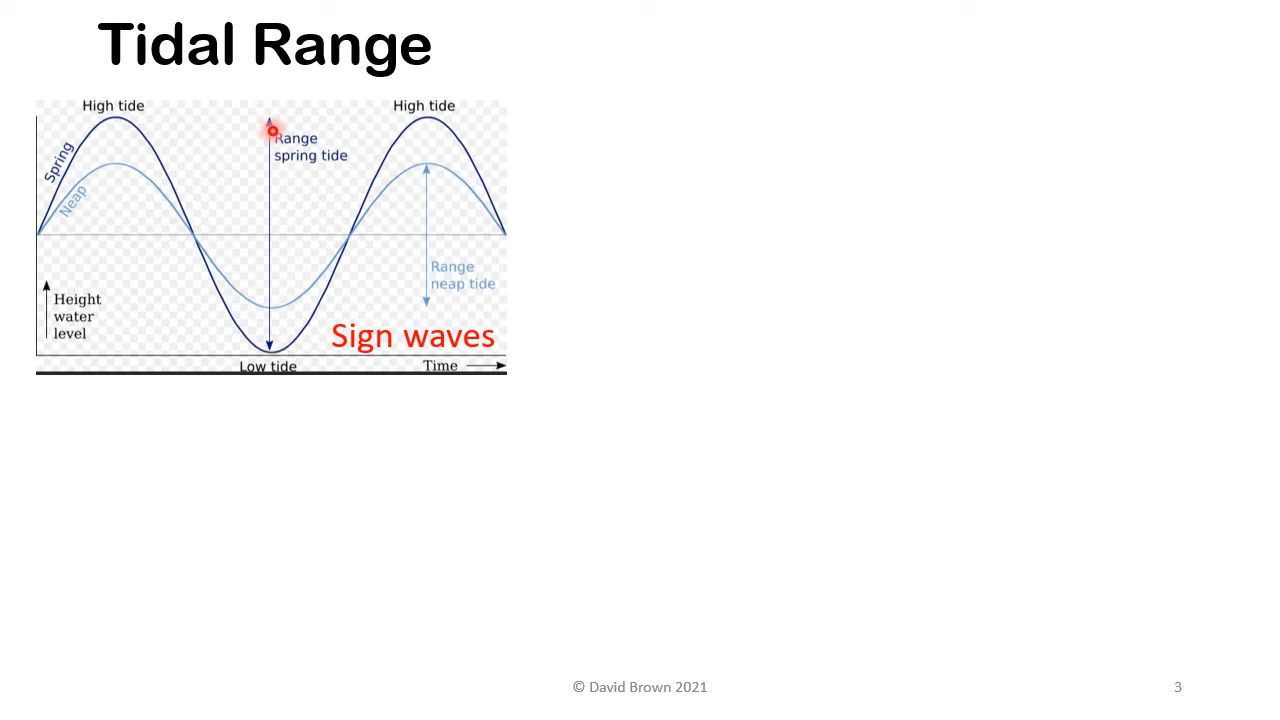 Tidal Range
High tide
High tide
Spring
Neap
Range
spring tide
Range
neap tide
Height
water
level
Sign waves
Low tide
Time
© David Brown 2021
3